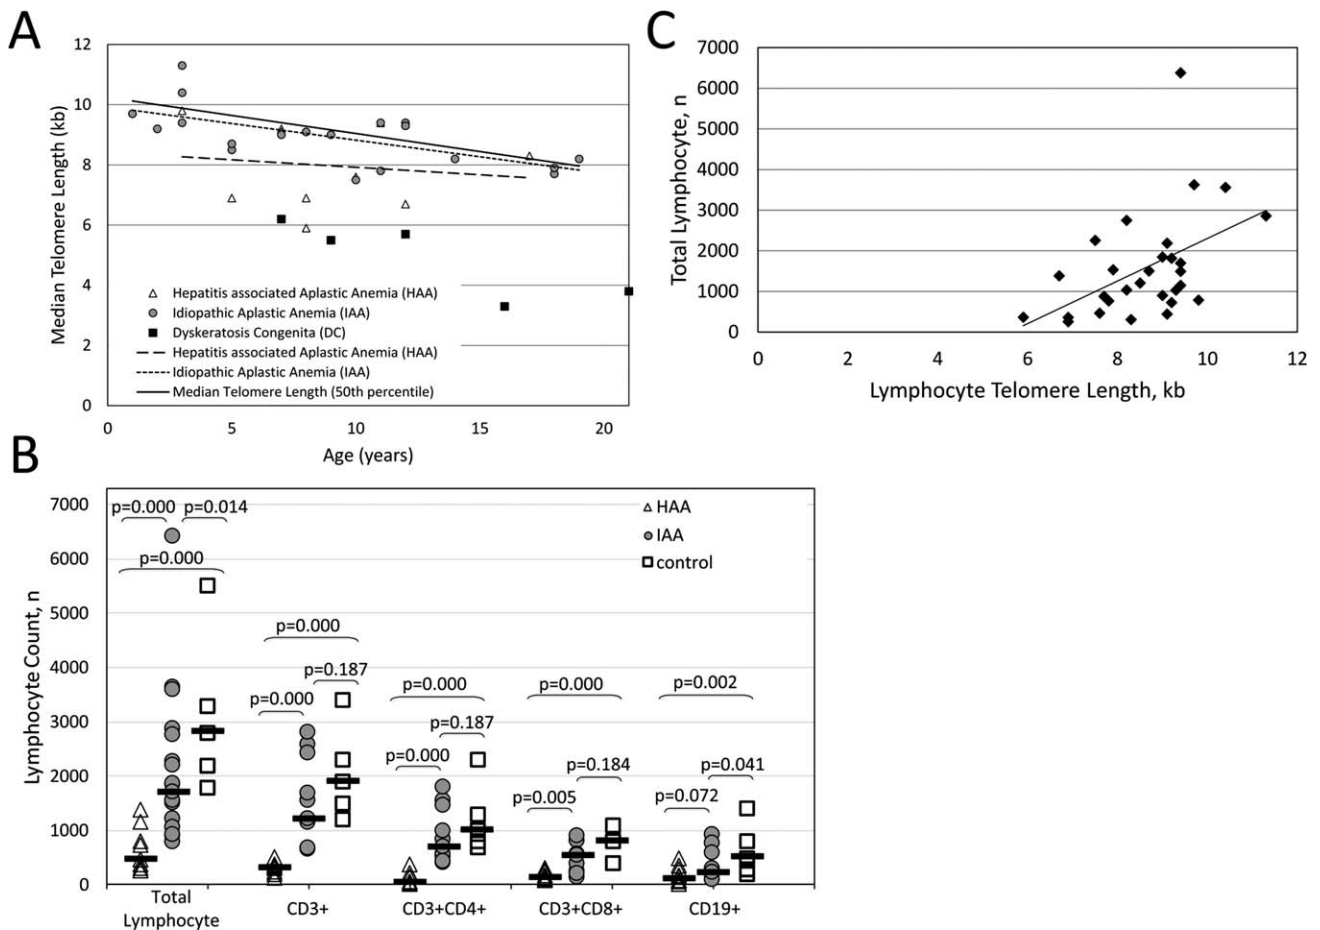 A
12
10
8
6
4
2
0
Median Telomere Length (kb)
Hepatitis associated Aplastic Anemia (HAA)
Idiopathic Aplastic Anemia (IAA)
Dyskeratosis Congenita (DC)
Hepatitis associated Aplastic Anemia (HAA)
Idiopathic Aplastic Anemia (IAA)
Median Telomere Length (50th percentile)
0 5 10 15 20
Age (years)
C
7000
6000
5000
4000
3000
2000
1000
0
Total Lymphocyte, n
0 2 4 6 8 10 12
Lymphocyte Telomere Length, kb
B
7000
6000
5000
4000
3000
2000
1000
0
Lymphocyte Count, n
p=0.000 p=0.014
p=0.000
p=0.000
p=0.187
p=0.000
p=0.000
p=0.187
p=0.000
p=0.000
p=0.184
p=0.005
p=0.002
p=0.041
p=0.072
HAA
IAA
control
Total
Lymphocyte
CD3+
CD3+CD4+
CD3+CD8+
CD19+